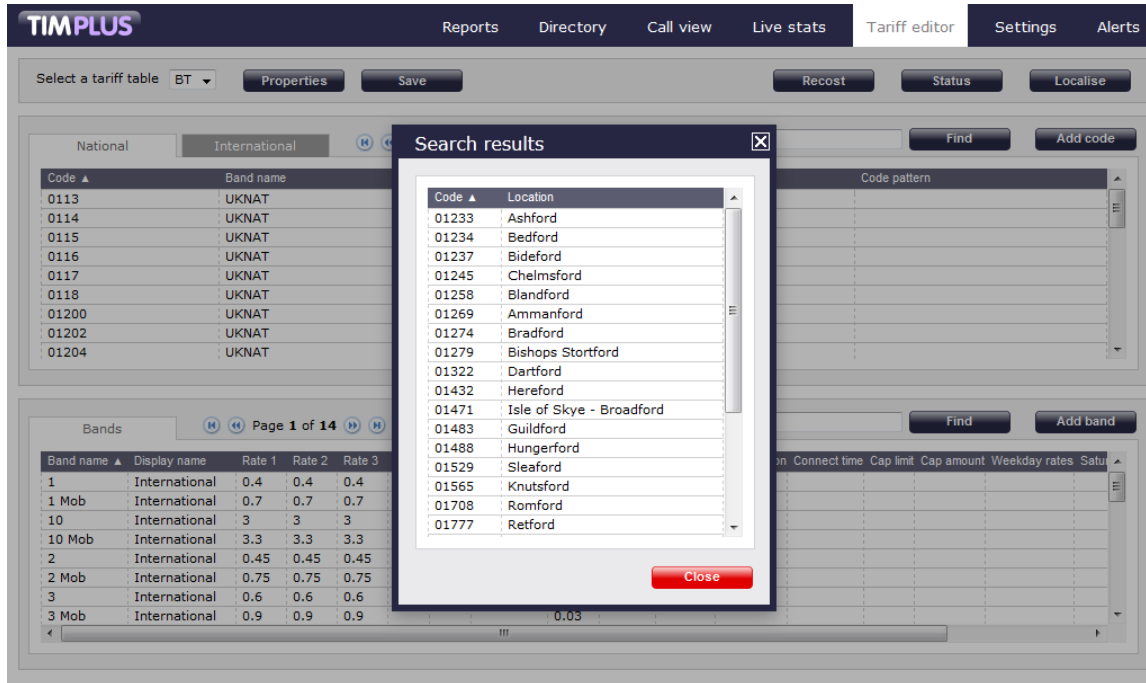 TIMPLUS Reports Directory Call view Live stats Tariff editor Settings Alerts
Select a tariff table BT Properties Save Recost Status Localise
National International Find Add code
Code ▲ Band name Code pattern
0113 UKNAT
0114 UKNAT
0115 UKNAT
0116 UKNAT
0117 UKNAT
0118 UKNAT
01200 UKNAT
01202 UKNAT
01204 UKNAT
Search results
Code ▲ Location
01233 Ashford
01234 Bedford
01237 Bideford
01245 Chelmsford
01258 Blandford
01269 Ammanford
01274 Bradford
01279 Bishops Stortford
01322 Dartford
01432 Hereford
01471 Isle of Skye - Broadford
01483 Guildford
01488 Hungerford
01529 Sleaford
01565 Knutsford
01708 Romford
01777 Retford
Close
Bands Page 1 of 14 Find Add band
Band name ▲ Display name Rate 1 Rate 2 Rate 3 Connect time Cap limit Cap amount Weekday rates
1 International 0.4 0.4 0.4
1 Mob International 0.7 0.7 0.7
10 International 3 3 3
10 Mob International 3.3 3.3 3.3
2 International 0.45 0.45 0.45
2 Mob International 0.75 0.75 0.75
3 International 0.6 0.6 0.6
3 Mob International 0.9 0.9 0.9 0.03